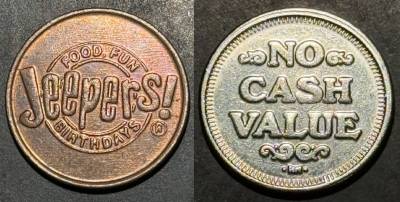 FOOD FUN
Jeepers!
BIRTHDAYS
®
NO
CASH
VALUE